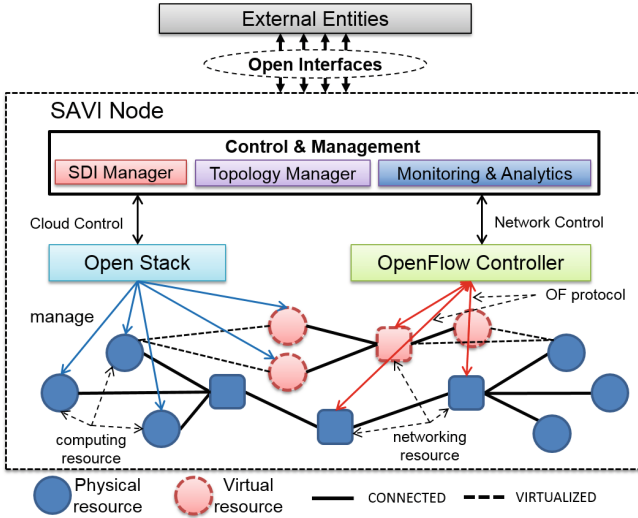 External Entities
Open Interfaces
SAVI Node
Control & Management
SDI Manager
Topology Manager
Monitoring & Analytics
Cloud Control
Network Control
Open Stack
OpenFlow Controller
OF protocol
manage
computing
resource
networking
resource
Physical
resource
Virtual
resource
CONNECTED
VIRTUALIZED